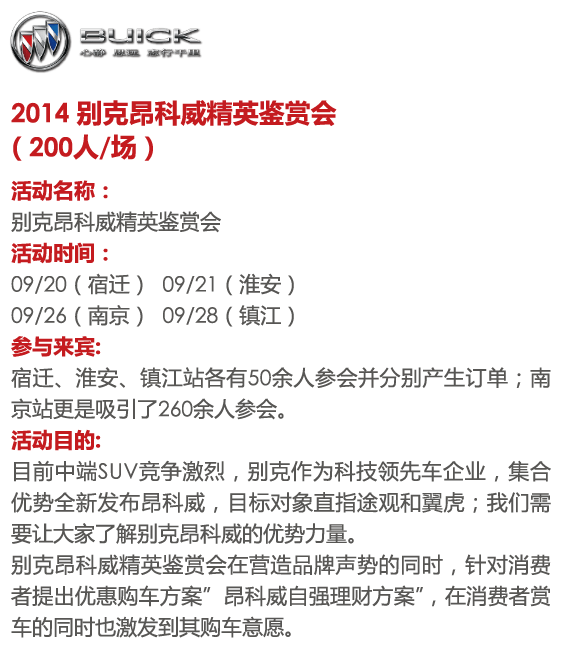 BUICK
心静 思远 志行千里
2014 别克昂科威精英鉴赏会
（200人/场）
活动名称：
别克昂科威精英鉴赏会
活动时间：
09/20（宿迁） 09/21（淮安）
09/26（南京） 09/28（镇江）
参与来宾:
宿迁、淮安、镇江站各有50余人参会并分别产生订单；南
京站更是吸引了260余人参会。
活动目的:
目前中端SUV竞争激烈，别克作为科技领先车企业，集合
优势全新发布昂科威，目标对象直指途观和翼虎；我们需
要让大家了解别克昂科威的优势力量。
别克昂科威精英鉴赏会在营造品牌声势的同时，针对消费
者提出优惠购车方案”昂科威自强理财方案”，在消费者赏
车的同时也激发到其购车意愿。